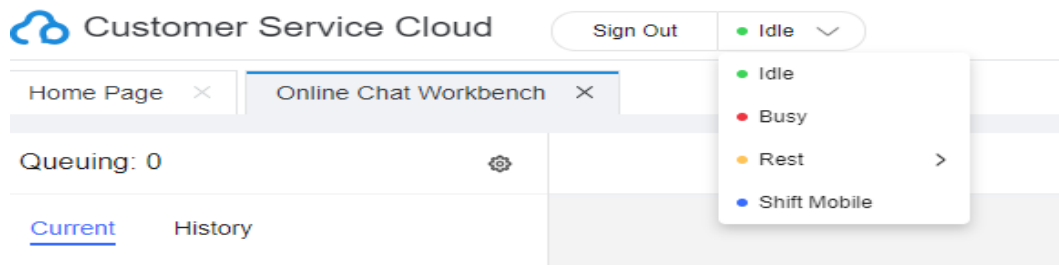 Customer Service Cloud
Sign Out
Idle
Home Page
Online Chat Workbench
Idle
Busy
Rest
Shift Mobile
Queuing: 0
Current
History